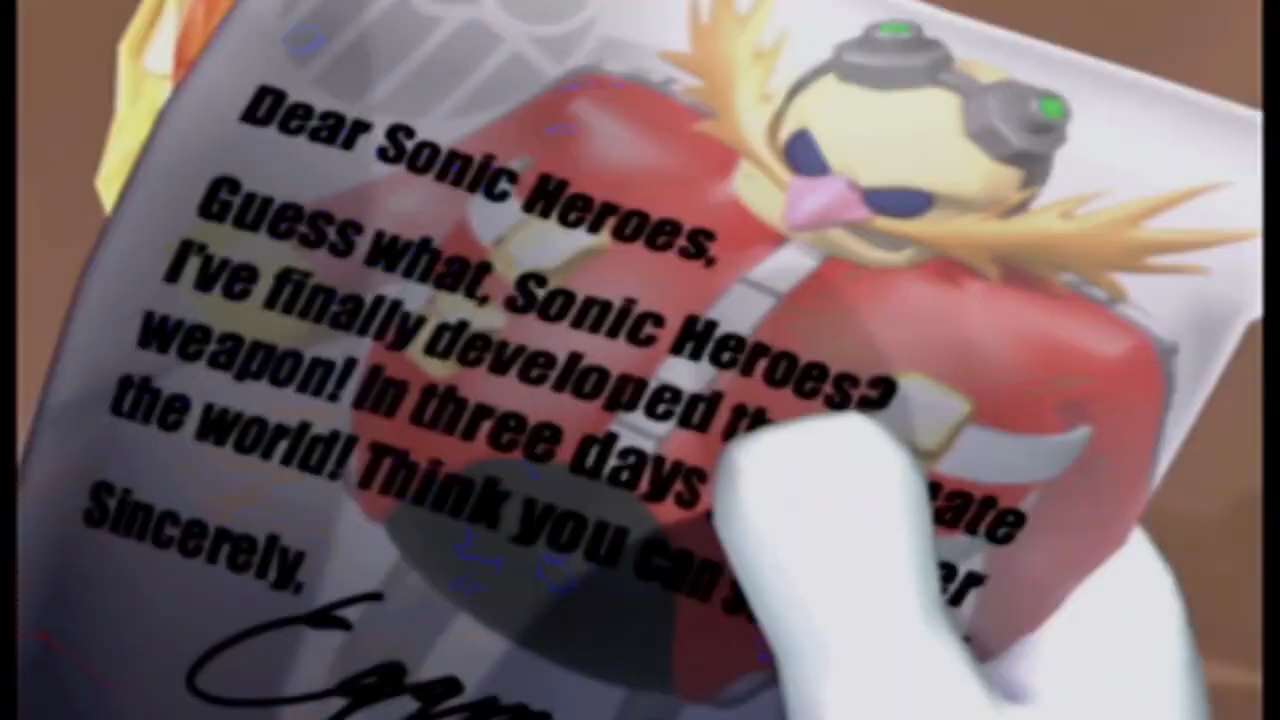 Dear Sonic Heroes,
Guess what, Sonic Heroes?
I've finally developed
weapon! In three days
the world! Think you can
Sincerely,